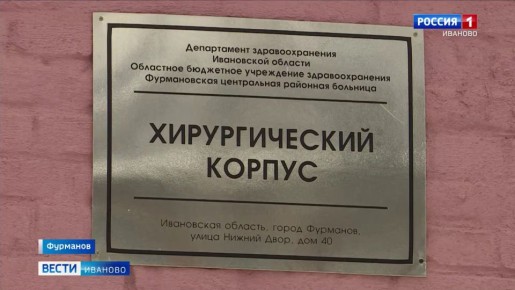 РОССИЯ 1
ИВАНОВО
Департамент здравоохранения
Ивановской области
Областное бюджетное учреждение здравоохранения
Фурмановская центральная районная больница
ХИРУРГИЧЕСКИЙ
КОРПУС
Ивановская область, город Фурманов,
улица Нижний Двор, дом 40
Фурманов
ВЕСТИ ИВАНОВО